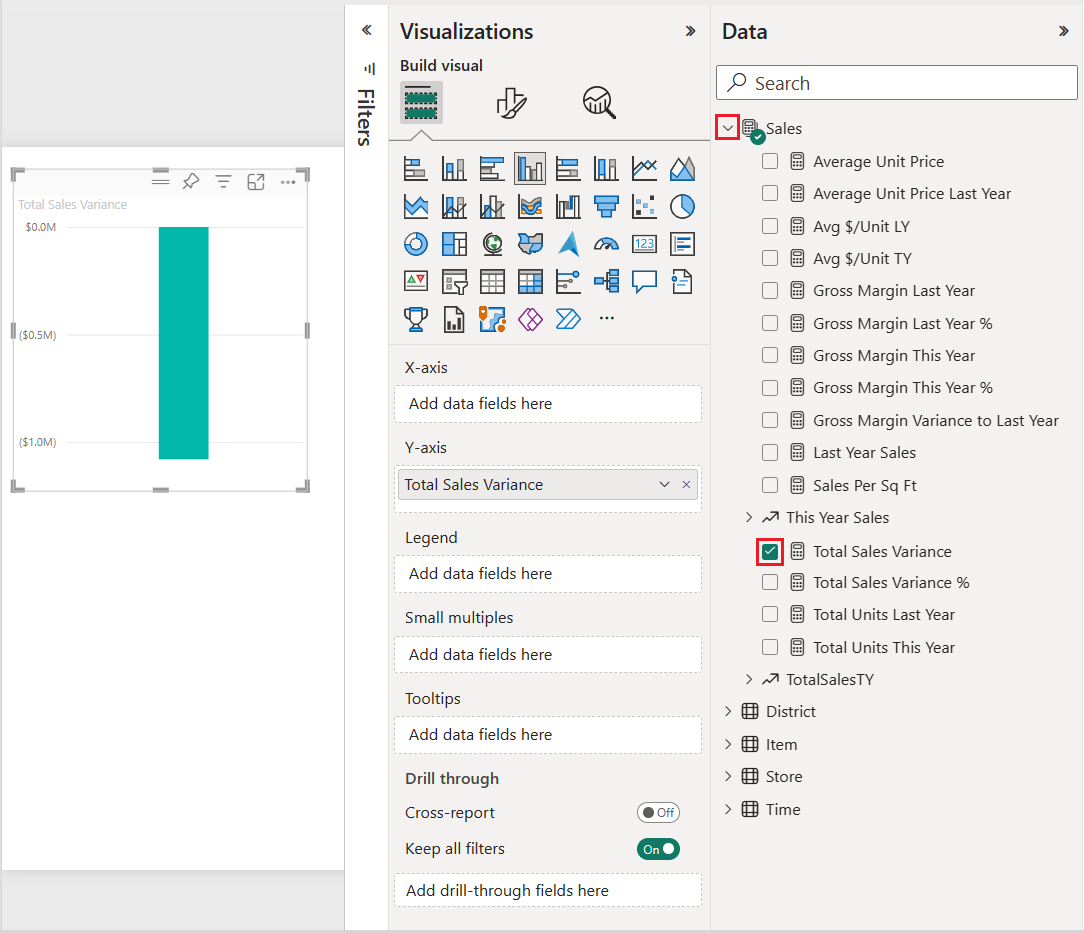 Total Sales Variance
$0.0M
($0.5M)
($1.0M)
Filters
Visualizations
Build visual
123
X-axis
Add data fields here
Y-axis
Total Sales Variance
Legend
Add data fields here
Small multiples
Add data fields here
Tooltips
Add data fields here
Drill through
Cross-report
Off
Keep all filters
On
Add drill-through fields here
Data
Search
Sales
Average Unit Price
Average Unit Price Last Year
Avg $/Unit LY
Avg $/Unit TY
Gross Margin Last Year
Gross Margin Last Year %
Gross Margin This Year
Gross Margin This Year %
Gross Margin Variance to Last Year
Last Year Sales
Sales Per Sq Ft
This Year Sales
Total Sales Variance
Total Sales Variance %
Total Units Last Year
Total Units This Year
TotalSalesTY
District
Item
Store
Time